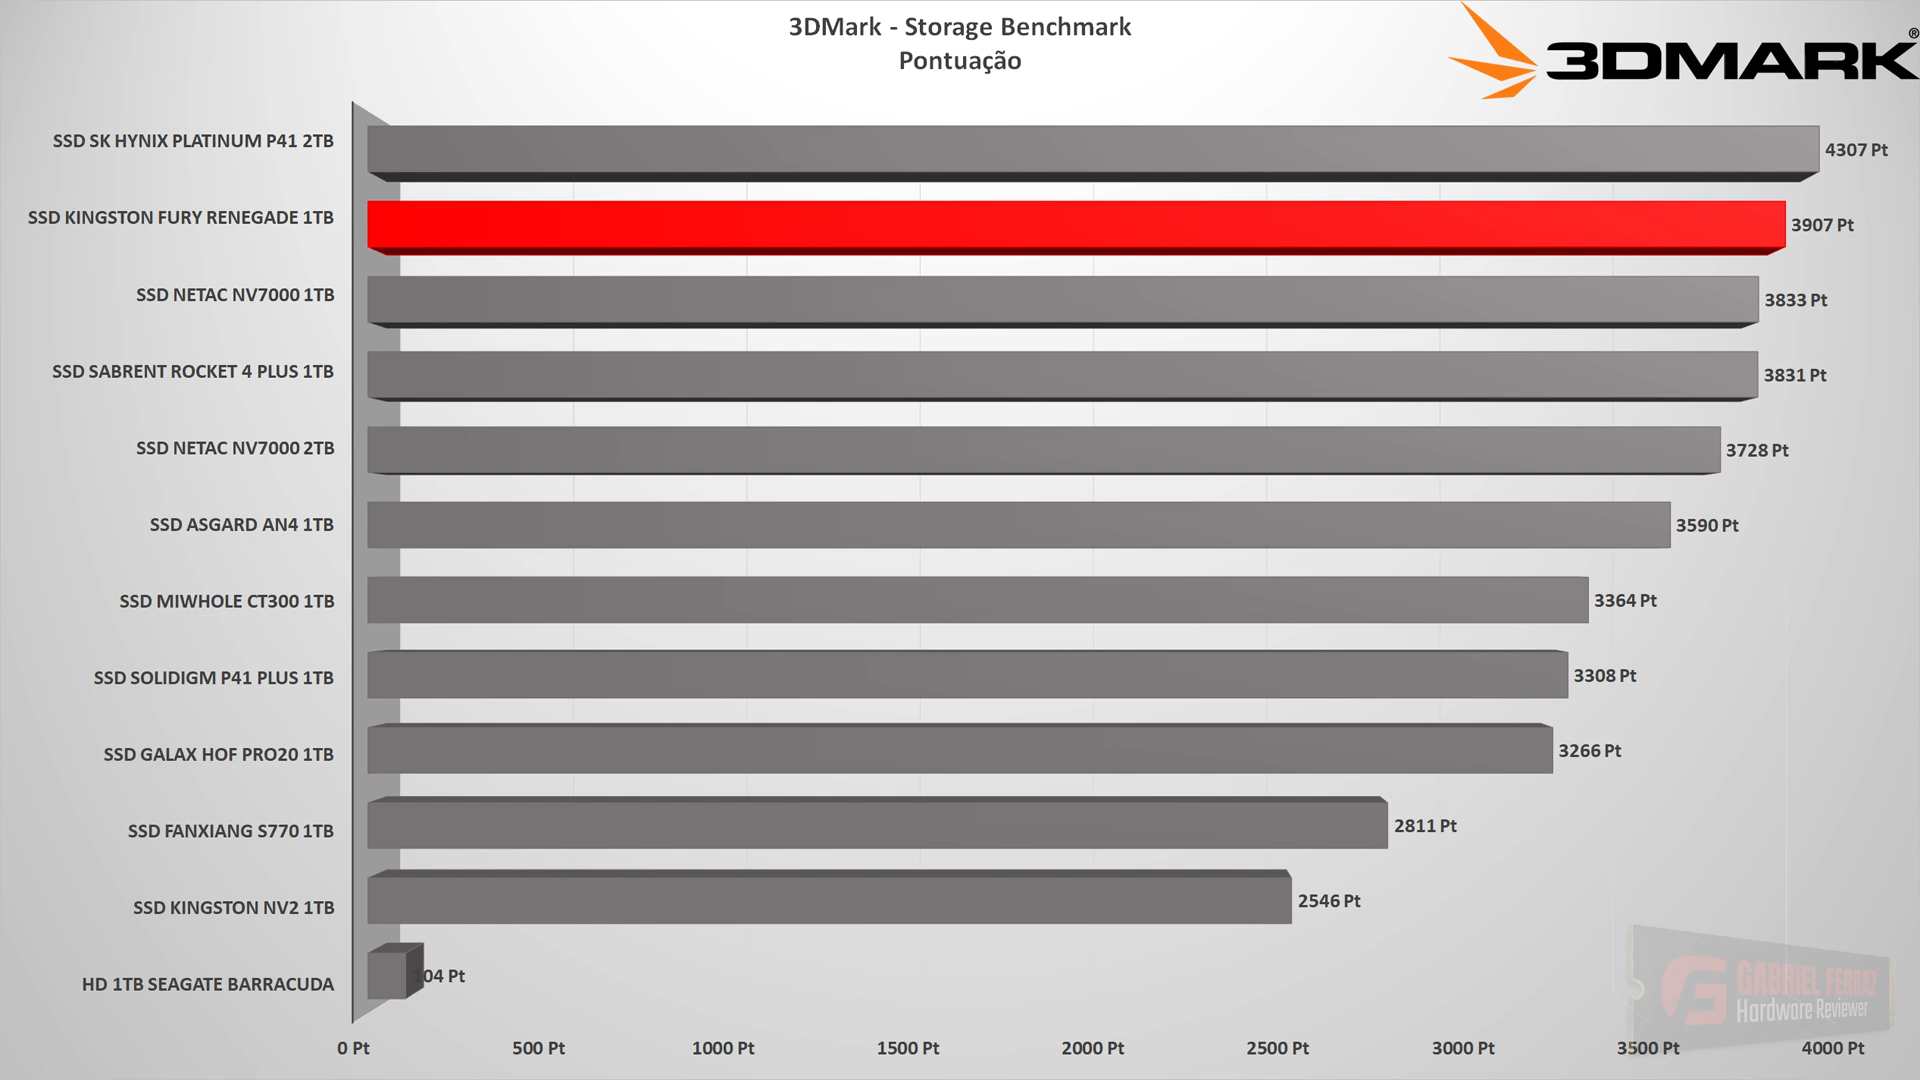 3DMark - Storage Benchmark
Pontuação
3DMARK®
SSD SK HYNIX PLATINUM P41 2TB 4307 Pt
SSD KINGSTON FURY RENEGADE 1TB 3907 Pt
SSD NETAC NV7000 1TB 3833 Pt
SSD SABRENT ROCKET 4 PLUS 1TB 3831 Pt
SSD NETAC NV7000 2TB 3728 Pt
SSD ASGARD AN4 1TB 3590 Pt
SSD MIWHOLE CT300 1TB 3364 Pt
SSD SOLIDIGM P41 PLUS 1TB 3308 Pt
SSD GALAX HOF PRO20 1TB 3266 Pt
SSD FANXIANG S770 1TB 2811 Pt
SSD KINGSTON NV2 1TB 2546 Pt
HD 1TB SEAGATE BARRACUDA 104 Pt
0 Pt 500 Pt 1000 Pt 1500 Pt 2000 Pt 2500 Pt 3000 Pt 3500 Pt 4000 Pt
GABRIEL FERRAZ
Hardware Reviewer